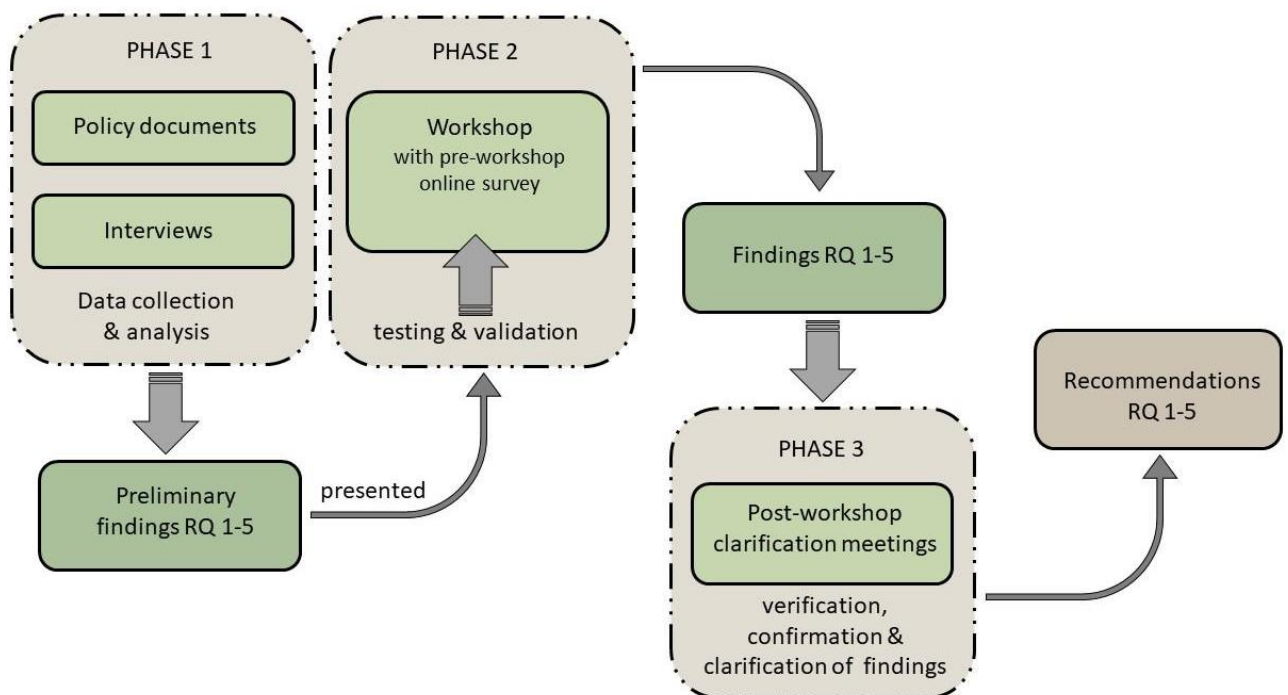 PHASE 1
Policy documents
Interviews
Data collection
& analysis
Preliminary
findings RQ 1-5
presented
PHASE 2
Workshop
with pre-workshop
online survey
testing & validation
Findings RQ 1-5
PHASE 3
Post-workshop
clarification meetings
verification,
confirmation &
clarification of findings
Recommendations
RQ 1-5